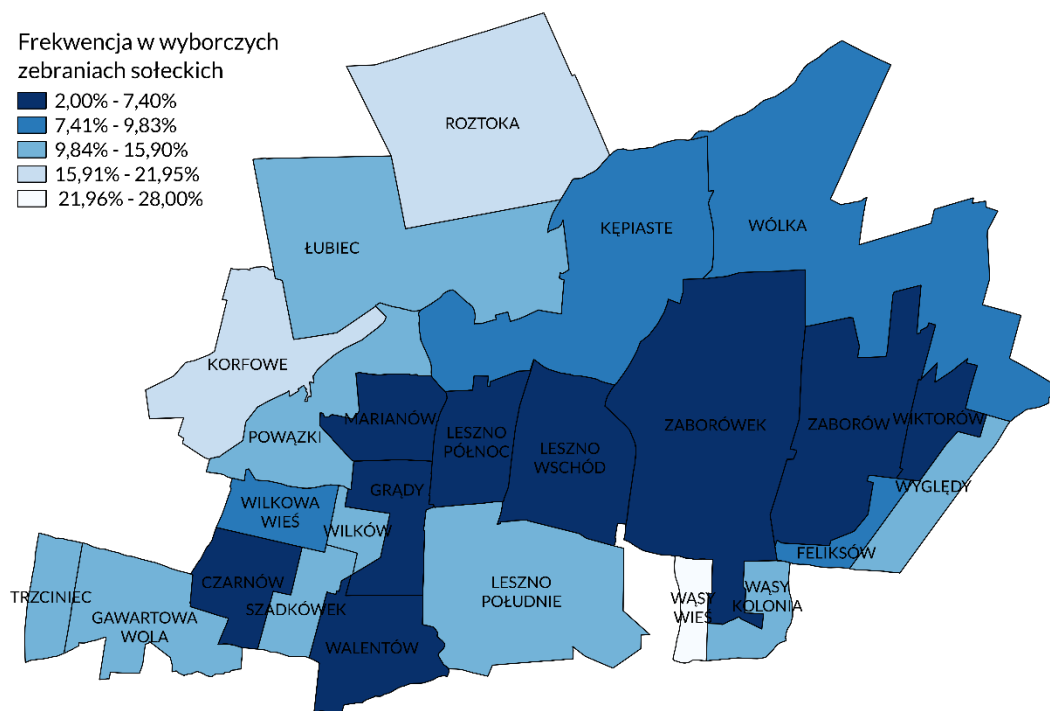 Frekwencja w wyborczych
zebraniach sołeckich
2,00% - 7,40%
7,41% - 9,83%
9,84% - 15,90%
15,91% - 21,95%
21,96% - 28,00%
ROZTOKA
ŁUBIEC
KĘPIASTE
WÓLKA
KORFOWE
POWĄZKI
MARIANÓW
LESZNO
PÓŁNOC
LESZNO
WSCHÓD
ZABORÓWEK
ZABORÓW
WIKTORÓW
WYGLĘDY
GRĄDY
WILKOWA
WIEŚ
WILKÓW
FELIKSÓW
CZARNÓW
TRZCINIEC
GAWARTOWA
WOLA
SZADKÓWEK
WALENTÓW
LESZNO
POŁUDNIE
WĄSY
WIEŚ
WĄSY
KOLONIA